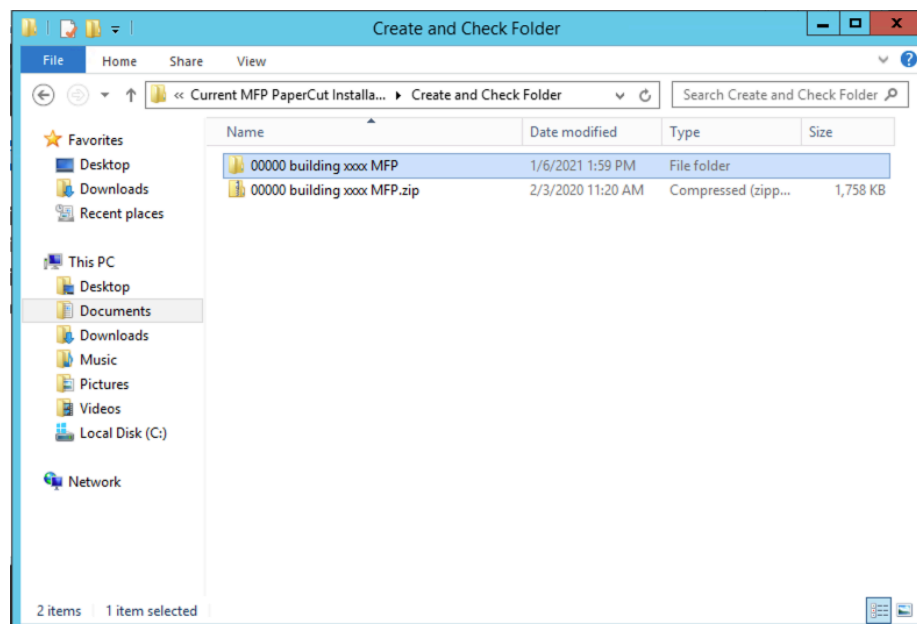 Create and Check Folder
File Home Share View
« Current MFP PaperCut Installa... Create and Check Folder Search Create and Check Folder
Name Date modified Type Size
Favorites
Desktop
Downloads
Recent places
This PC
Desktop
Documents
Downloads
Music
Pictures
Videos
Local Disk (C:)
Network
00000 building xxxx MFP 1/6/2021 1:59 PM File folder
00000 building xxxx MFP.zip 2/3/2020 11:20 AM Compressed (zipp... 1,758 KB
2 items 1 item selected